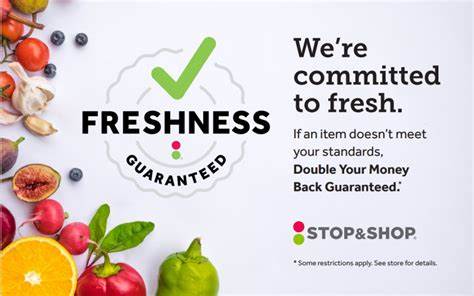 FRESHNESS
GUARANTEED
We're
committed
to fresh.
If an item doesn't meet
your standards,
Double Your Money
Back Guaranteed.*
STOP&SHOP®
* Some restrictions apply. See store for details.